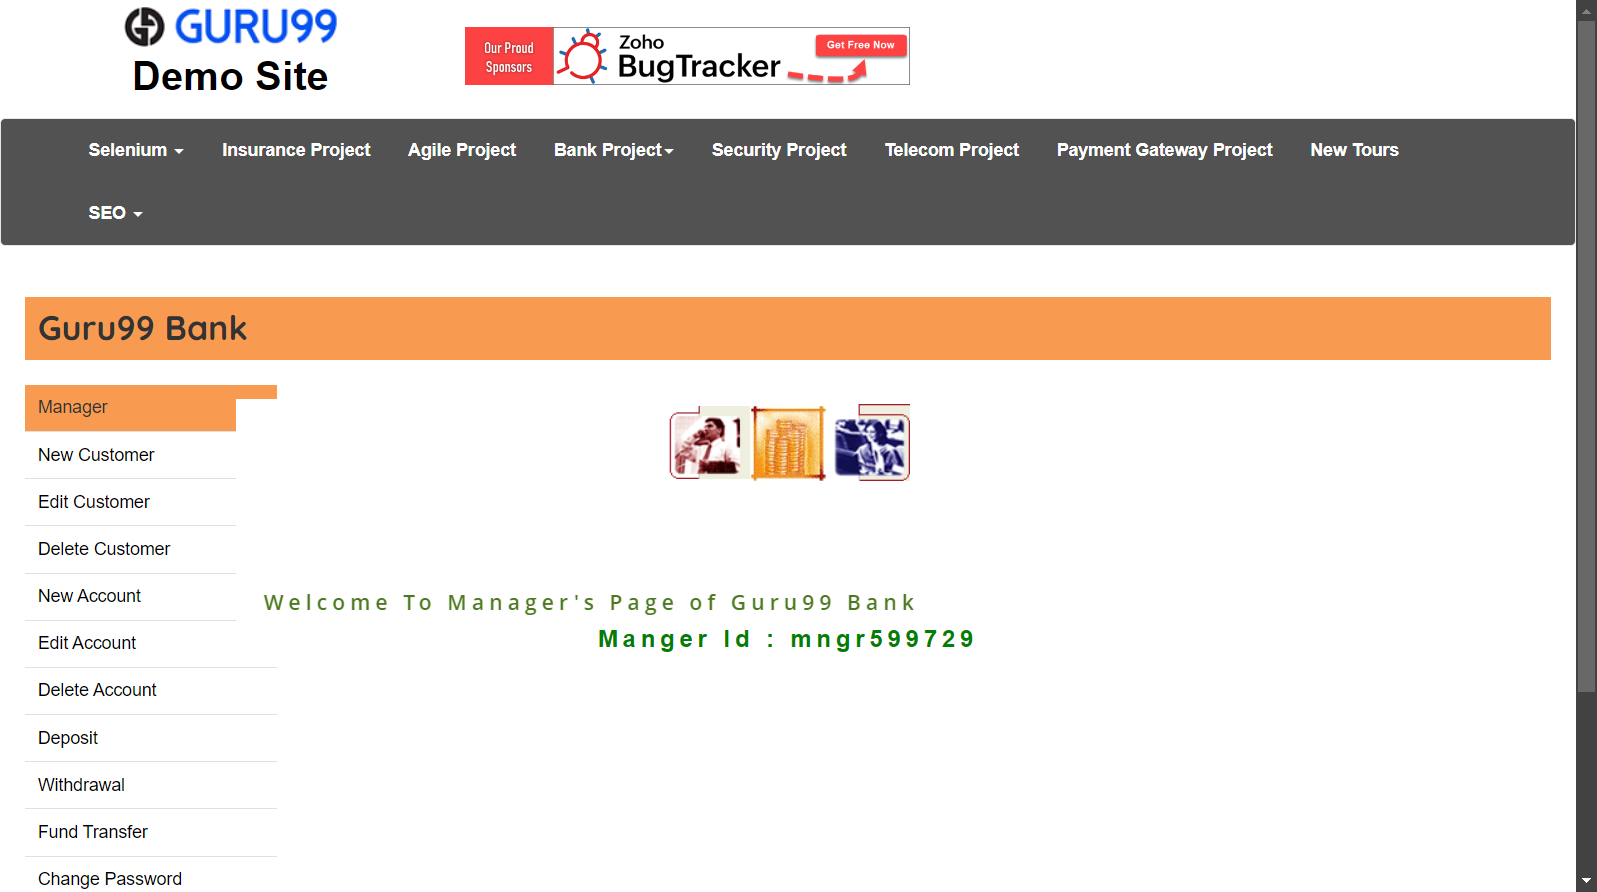 GURU99
Demo Site
Our Proud
Sponsors
Zoho
BugTracker
Get Free Now
Selenium
Insurance Project
Agile Project
Bank Project
Security Project
Telecom Project
Payment Gateway Project
New Tours
SEO
Guru99 Bank
Manager
New Customer
Edit Customer
Delete Customer
New Account
Edit Account
Delete Account
Deposit
Withdrawal
Fund Transfer
Change Password
Welcome To Manager's Page of Guru99 Bank
Manger Id : mngr599729